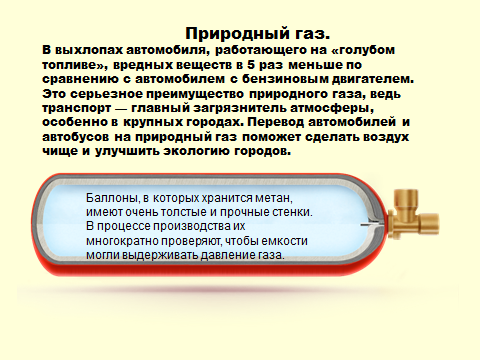 Природный газ.
В выхлопах автомобиля, работающего на «голубом
топливе», вредных веществ в 5 раз меньше по
сравнению с автомобилем с бензиновым двигателем.
Это серьезное преимущество природного газа, ведь
транспорт — главный загрязнитель атмосферы,
особенно в крупных городах. Перевод автомобилей и
автобусов на природный газ поможет сделать воздух
чище и улучшить экологию городов.
Баллоны, в которых хранится метан,
имеют очень толстые и прочные стенки.
В процессе производства их
многократно проверяют, чтобы емкости
могли выдерживать давление газа.